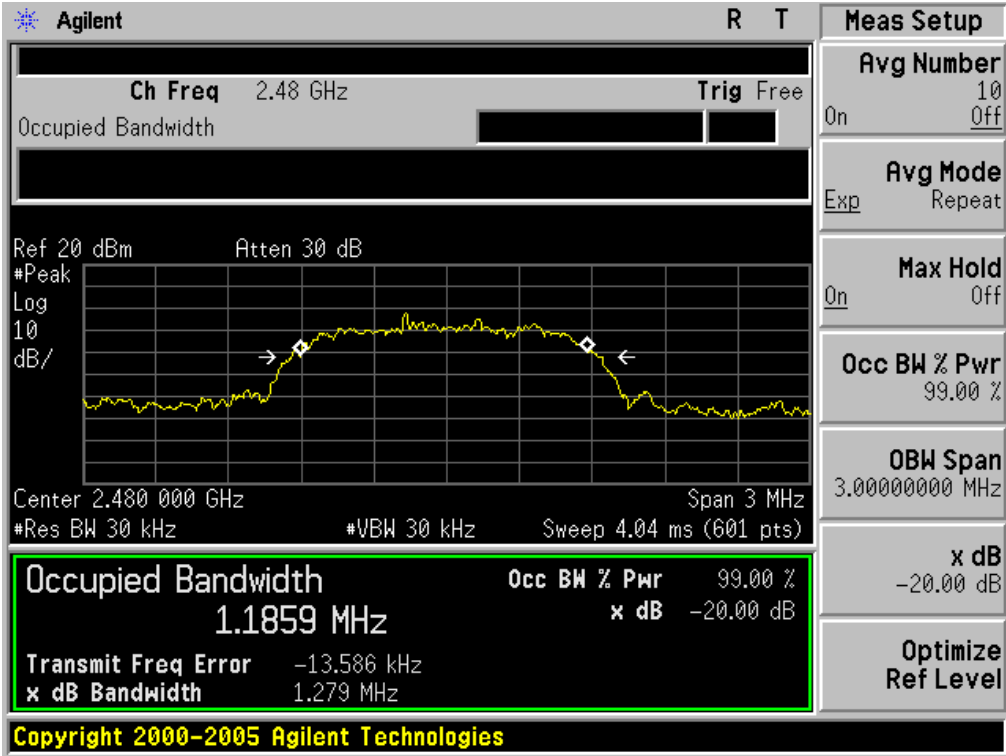 Agilent R T
Ch Freq 2.48 GHz Trig Free
Occupied Bandwidth
Ref 20 dBm Atten 30 dB
#Peak
Log
10
dB/
Center 2.480 000 GHz Span 3 MHz
#Res BW 30 kHz #VBW 30 kHz Sweep 4.04 ms (601 pts)
Occupied Bandwidth Occ BW % Pwr 99.00 %
1.1859 MHz x dB -20.00 dB
Transmit Freq Error -13.586 kHz
x dB Bandwidth 1.279 MHz
Copyright 2000-2005 Agilent Technologies
Meas Setup
Avg Number
10
On Off
Avg Mode
Exp Repeat
Max Hold
On Off
Occ BW % Pwr
99.00 %
OBW Span
3.00000000 MHz
x dB
-20.00 dB
Optimize
Ref Level